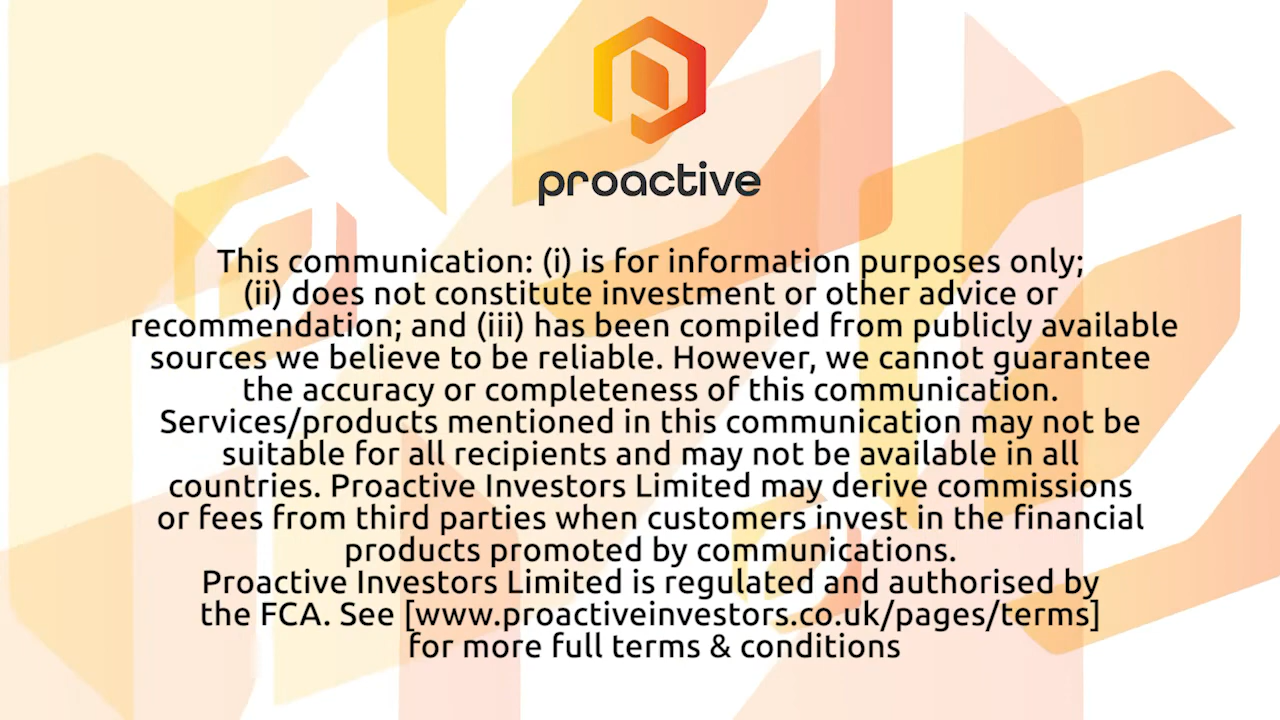 proactive
This communication: (i) is for information purposes only;
(ii) does not constitute investment or other advice or
recommendation; and (iii) has been compiled from publicly available
sources we believe to be reliable. However, we cannot guarantee
the accuracy or completeness of this communication.
Services/products mentioned in this communication may not be
suitable for all recipients and may not be available in all
countries. Proactive Investors Limited may derive commissions
or fees from third parties when customers invest in the financial
products promoted by communications.
Proactive Investors Limited is regulated and authorised by
the FCA. See [www.proactiveinvestors.co.uk/pages/terms]
for more full terms & conditions